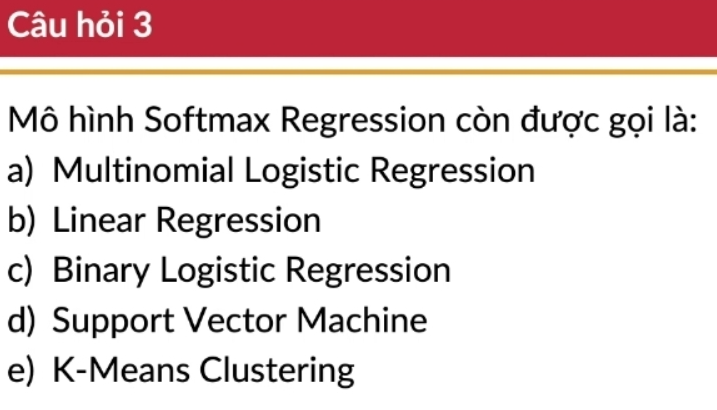 Câu hỏi 3
Mô hình Softmax Regression còn được gọi là:
a) Multinomial Logistic Regression
b) Linear Regression
c) Binary Logistic Regression
d) Support Vector Machine
e) K-Means Clustering